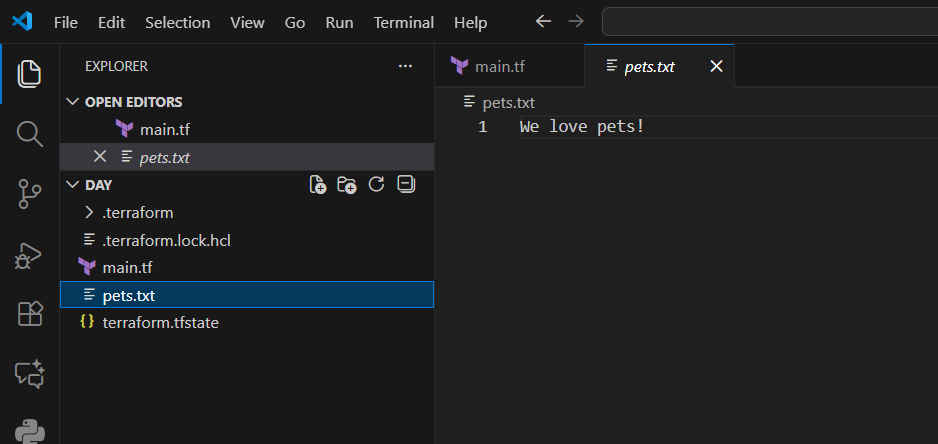 File Edit Selection View Go Run Terminal Help
EXPLORER
OPEN EDITORS
main.tf
pets.txt
DAY
.terraform
.terraform.lock.hcl
main.tf
pets.txt
terraform.tfstate
main.tf pets.txt
pets.txt
1 We love pets!